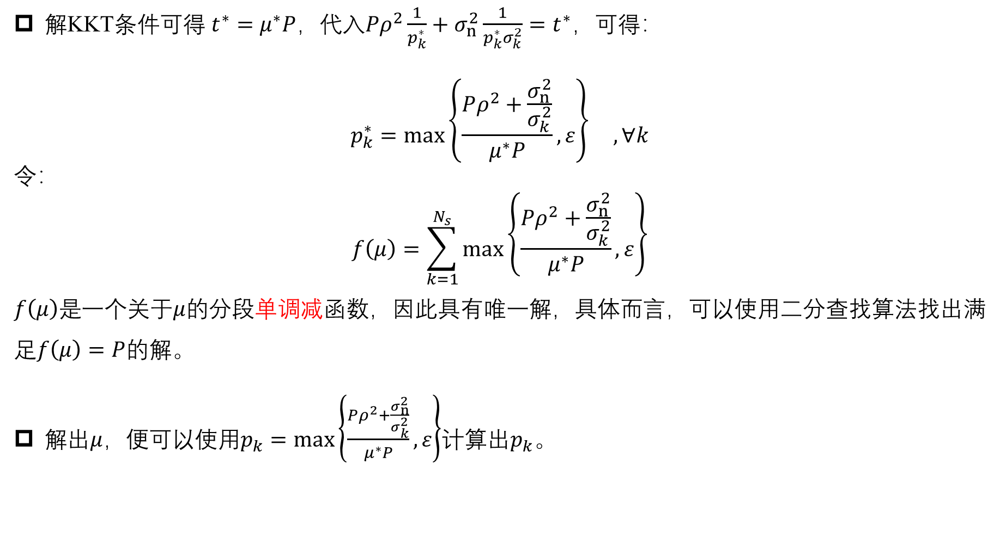 解KKT条件可得 $t^* = \mu^* P$，代入$P\rho^2 \frac{1}{p_k^*} + \sigma_{\mathrm{n}}^2 \frac{1}{p_k^* \sigma_k^2} = t^*$，可得：
$p_k^* = \max\left\{\frac{P\rho^2 + \frac{\sigma_{\mathrm{n}}^2}{\sigma_k^2}}{\mu^* P}, \varepsilon\right\} \quad , \forall k$
令：
$f(\mu) = \sum_{k=1}^{N_s} \max\left\{\frac{P\rho^2 + \frac{\sigma_{\mathrm{n}}^2}{\sigma_k^2}}{\mu^* P}, \varepsilon\right\}$
$f(\mu)$是一个关于$\mu$的分段单调减函数，因此具有唯一解，具体而言，可以使用二分查找算法找出满
足$f(\mu) = P$的解。
解出$\mu$，便可以使用$p_k = \max\left\{\frac{P\rho^2 + \frac{\sigma_{\mathrm{n}}^2}{\sigma_k^2}}{\mu^* P}, \varepsilon\right\}$计算出$p_k$。